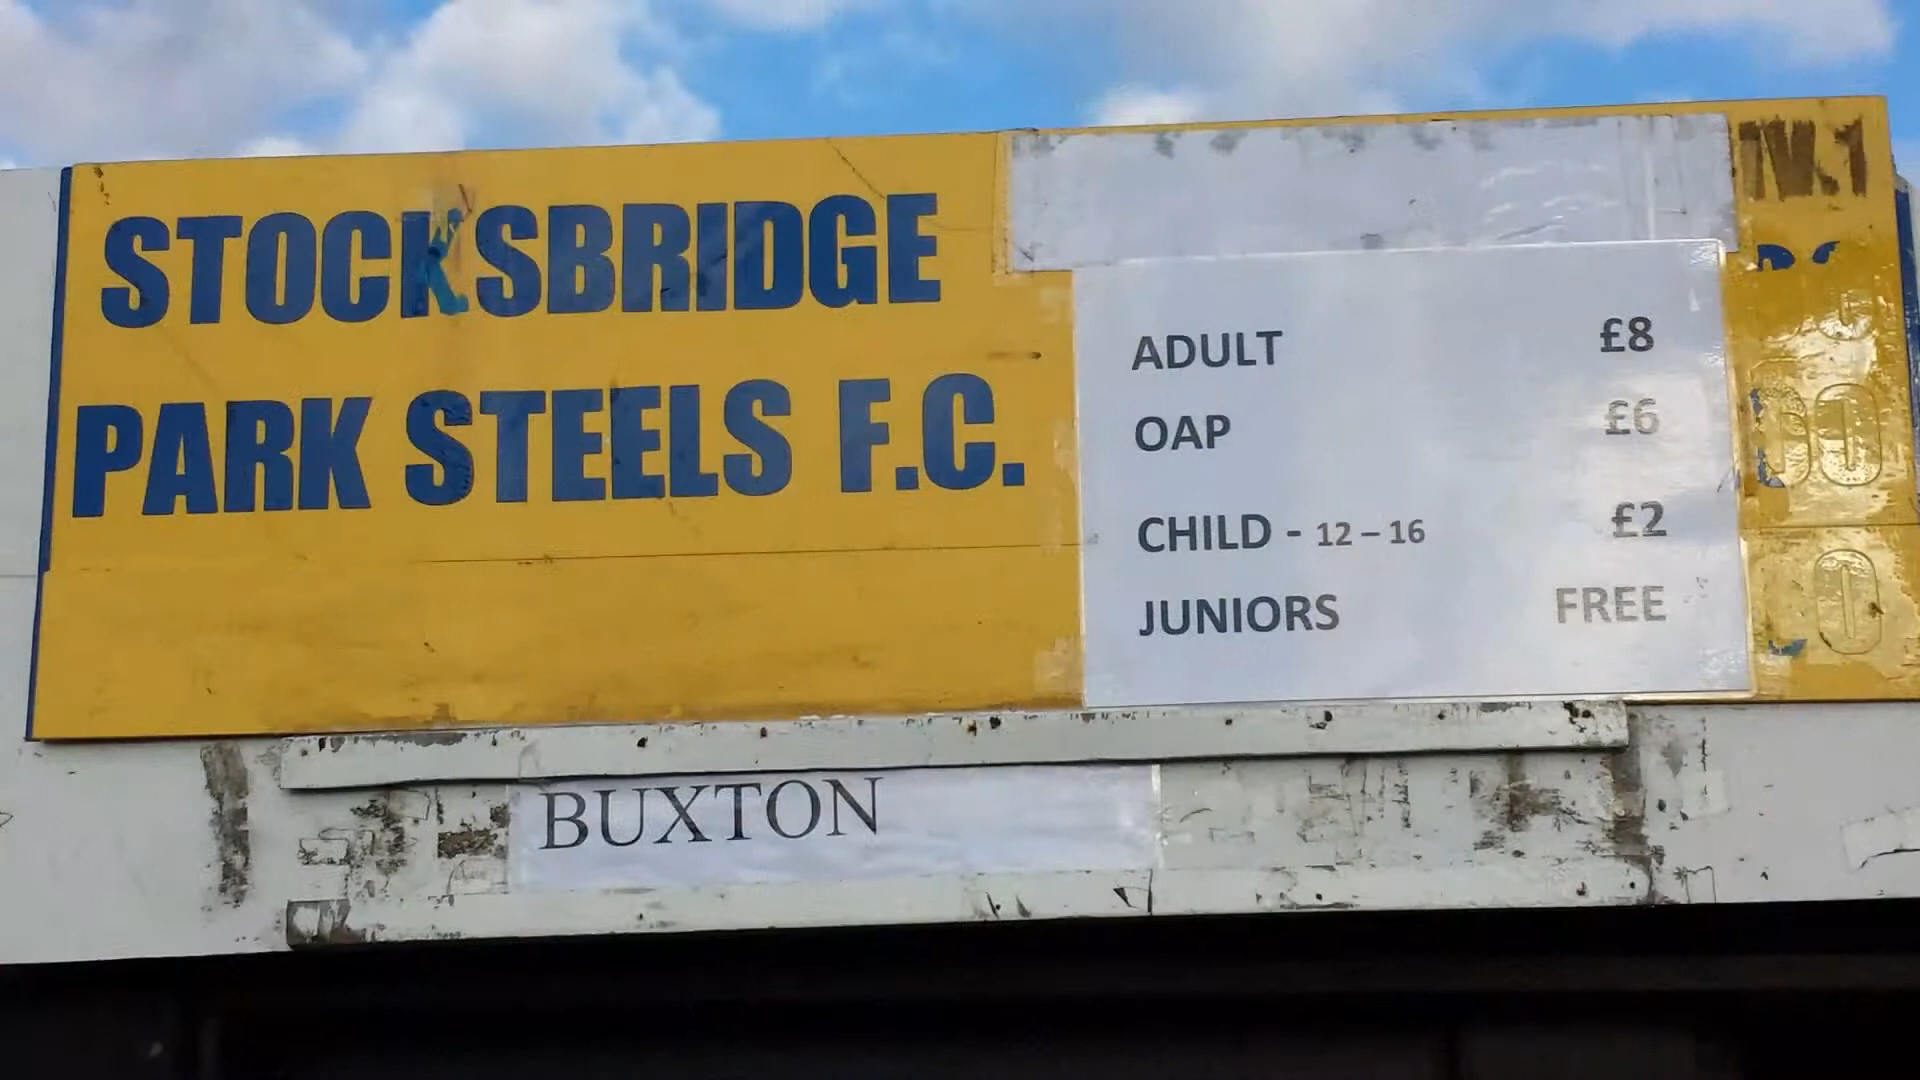 STOCKSBRIDGE
PARK STEELS F.C.
ADULT £8
OAP £6
CHILD - 12 – 16 £2
JUNIORS FREE
BUXTON